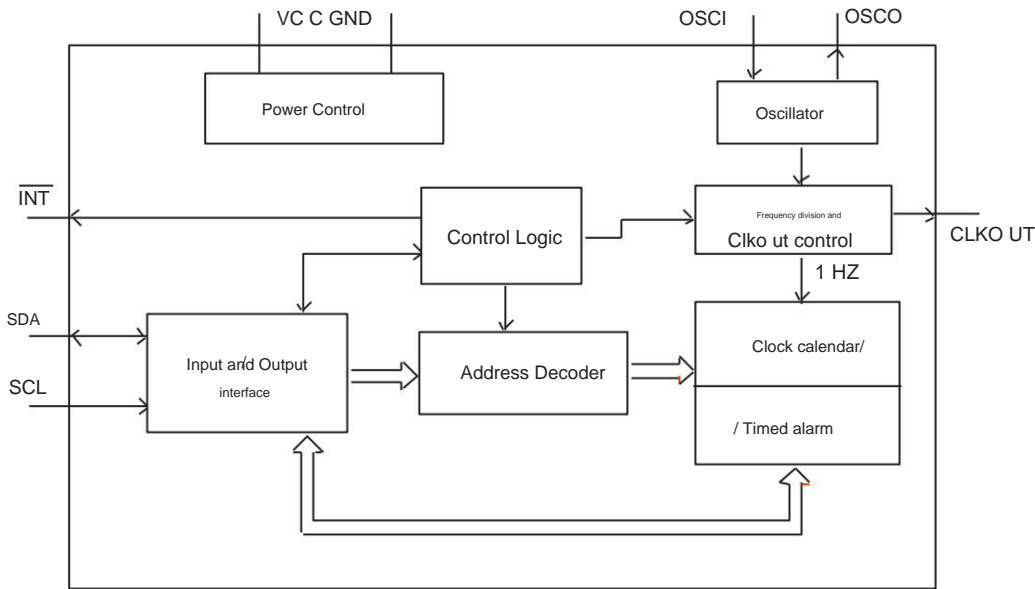 VC C GND
OSCI
OSCO
Power Control
Oscillator
INT
Control Logic
Frequency division and
Clko ut control
CLKO UT
1 HZ
SDA
Input and/ Output
interface
SCL
Address Decoder
Clock calendar/
/ Timed alarm